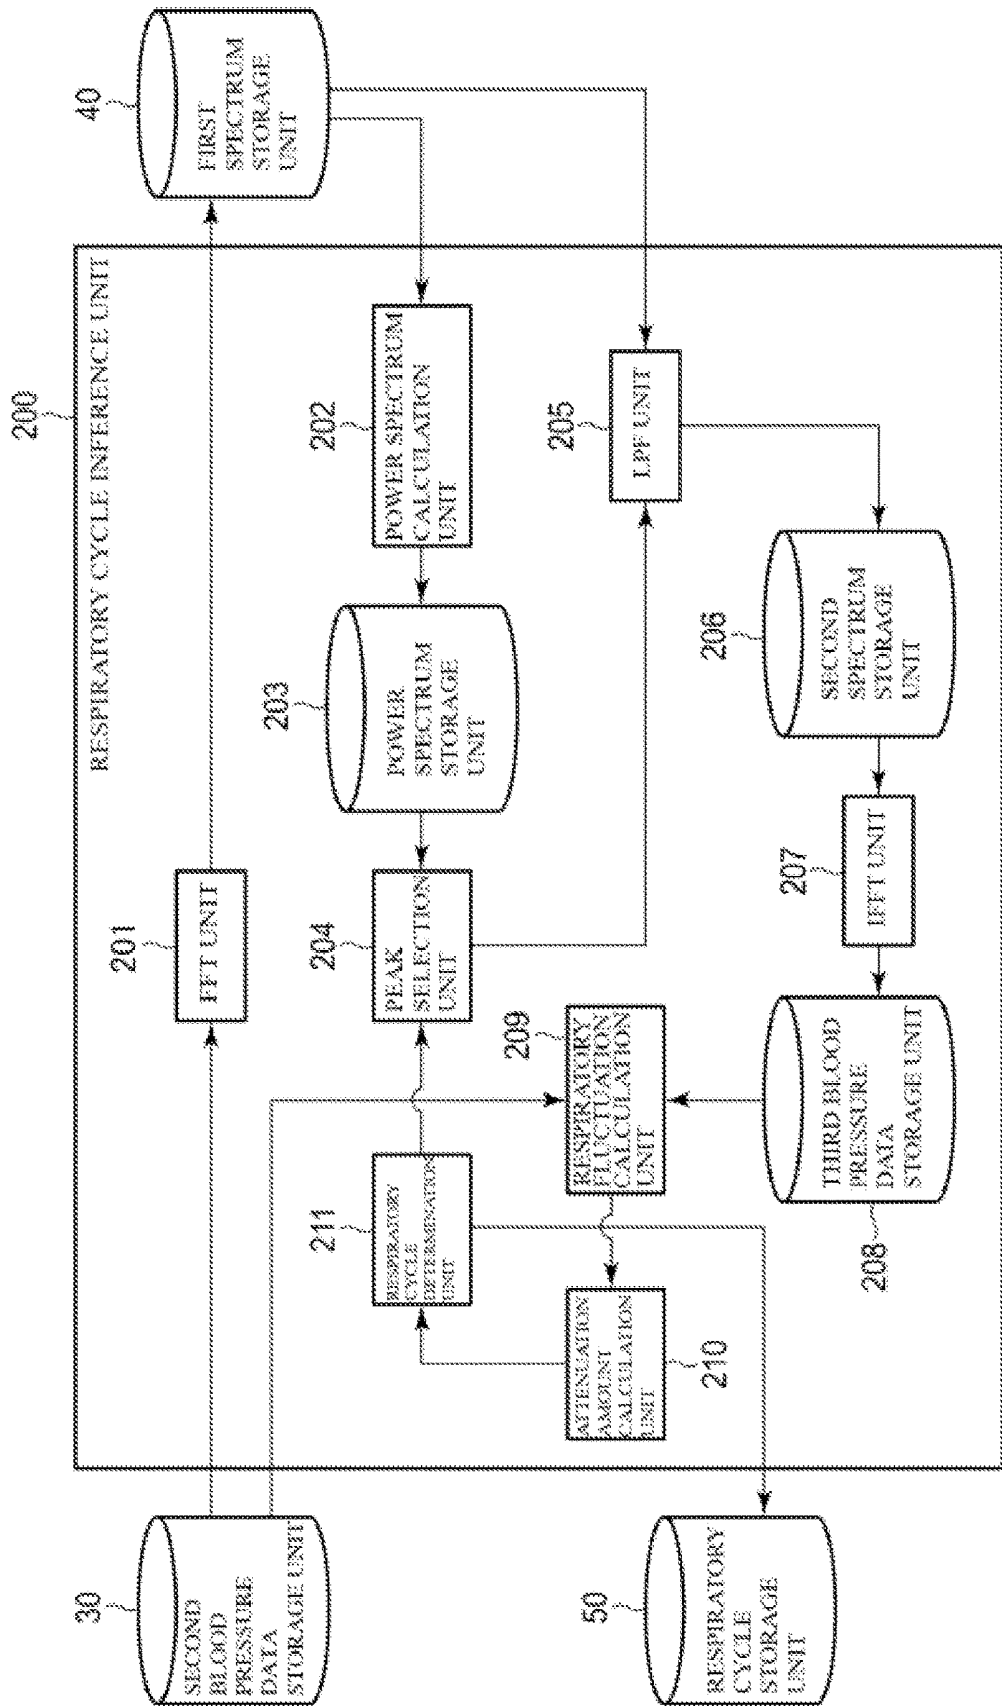 200
RESPIRATORY CYCLE INFERENCE UNIT
30
SECOND
BLOOD
PRESSURE
DATA
STORAGE UNIT
201
FFT UNIT
40
FIRST
SPECTRUM
STORAGE
UNIT
211
RESPIRATORY
CYCLE
DETERMINATION
UNIT
204
PEAK
SELECTION
UNIT
203
POWER
SPECTRUM
STORAGE
UNIT
202
POWER SPECTRUM
CALCULATION
UNIT
ATTENUATION
AMOUNT
CALCULATION
UNIT
210
209
RESPIRATORY
FLUCTUATION
CALCULATION
UNIT
205
LPF UNIT
50
RESPIRATORY
CYCLE
STORAGE
UNIT
THIRD BLOOD
PRESSURE
DATA
STORAGE UNIT
208
207
IFFT UNIT
206
SECOND
SPECTRUM
STORAGE
UNIT